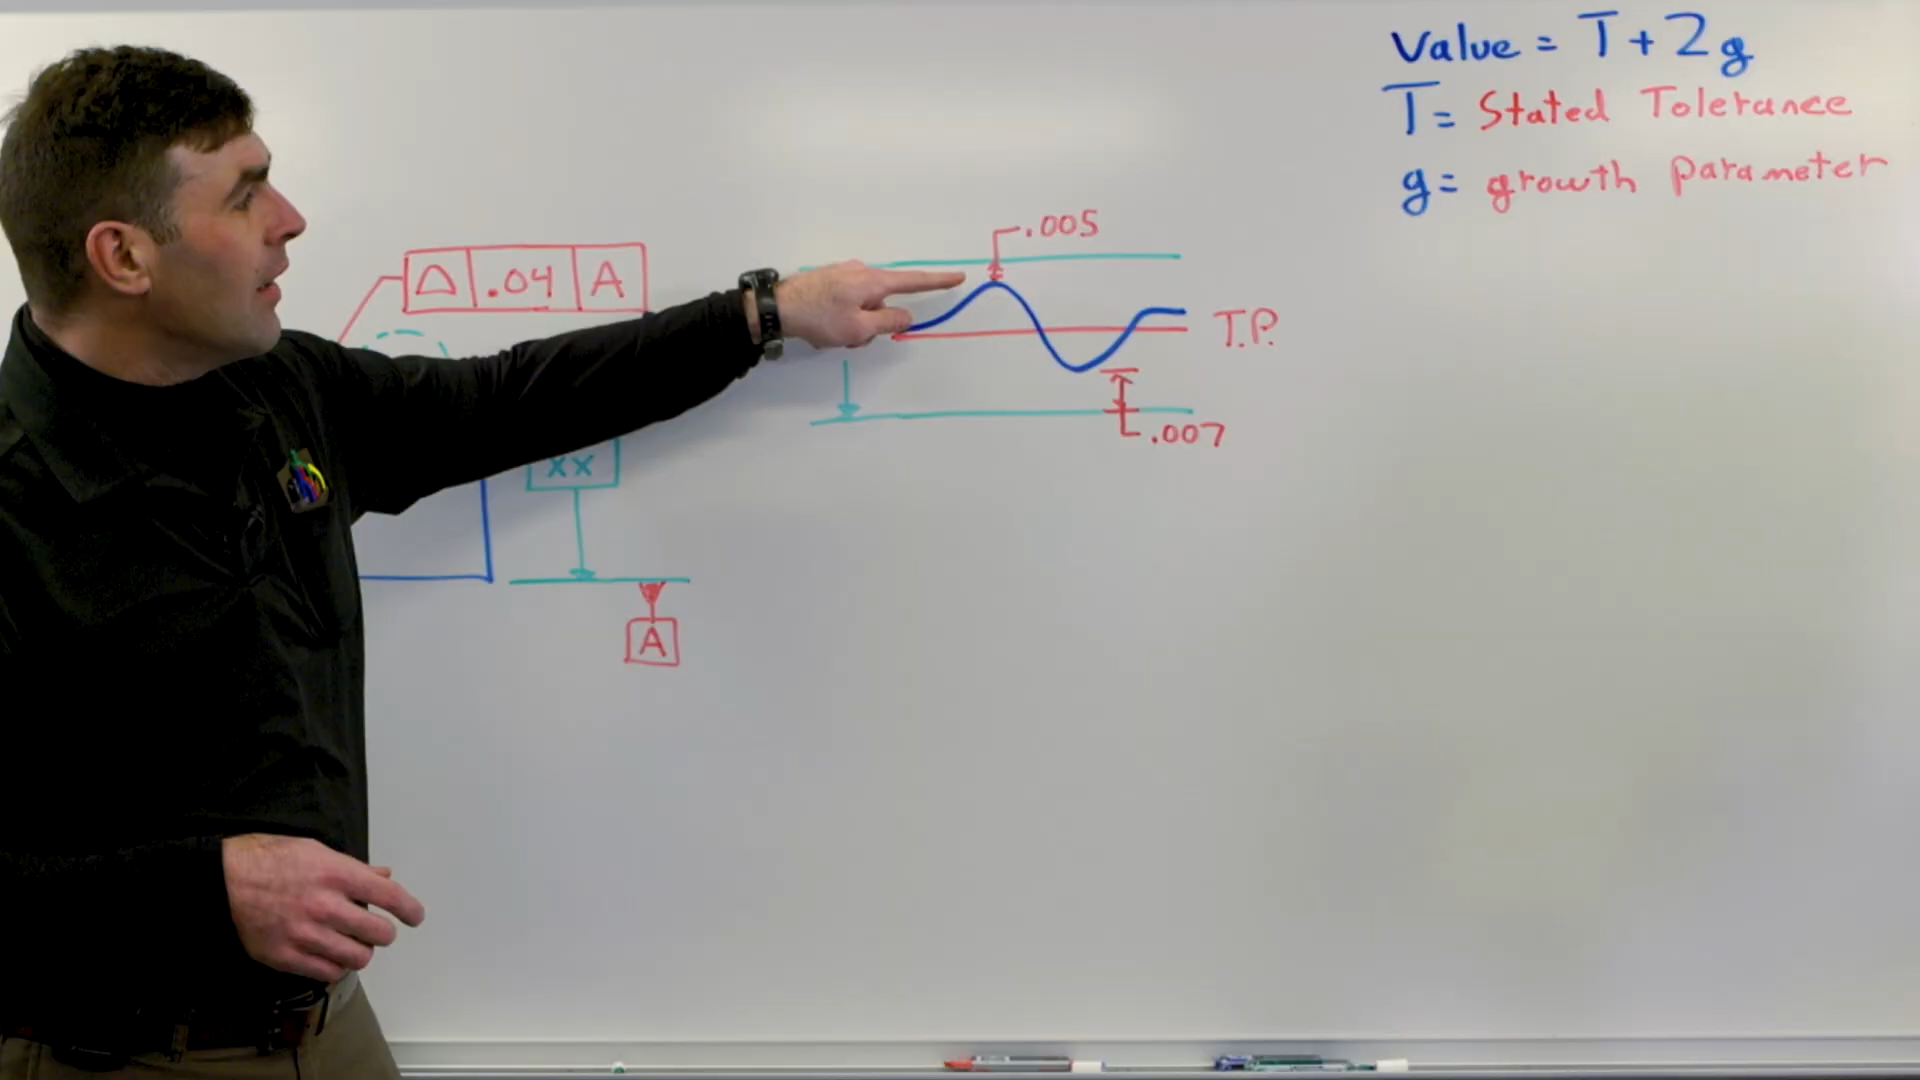 Value = T + 2g
T = Stated Tolerance
g = growth parameter
.005
.04 A
T.P.
.007
XX
A